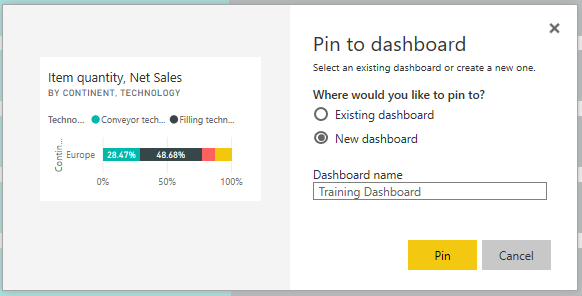 Item quantity, Net Sales
BY CONTINENT, TECHNOLOGY
Techno... Conveyor tech... Filling techn...
Contin...
Europe 28.47% 48.68%
0% 50% 100%
Pin to dashboard
Select an existing dashboard or create a new one.
Where would you like to pin to?
Existing dashboard
New dashboard
Dashboard name
Training Dashboard
Pin Cancel